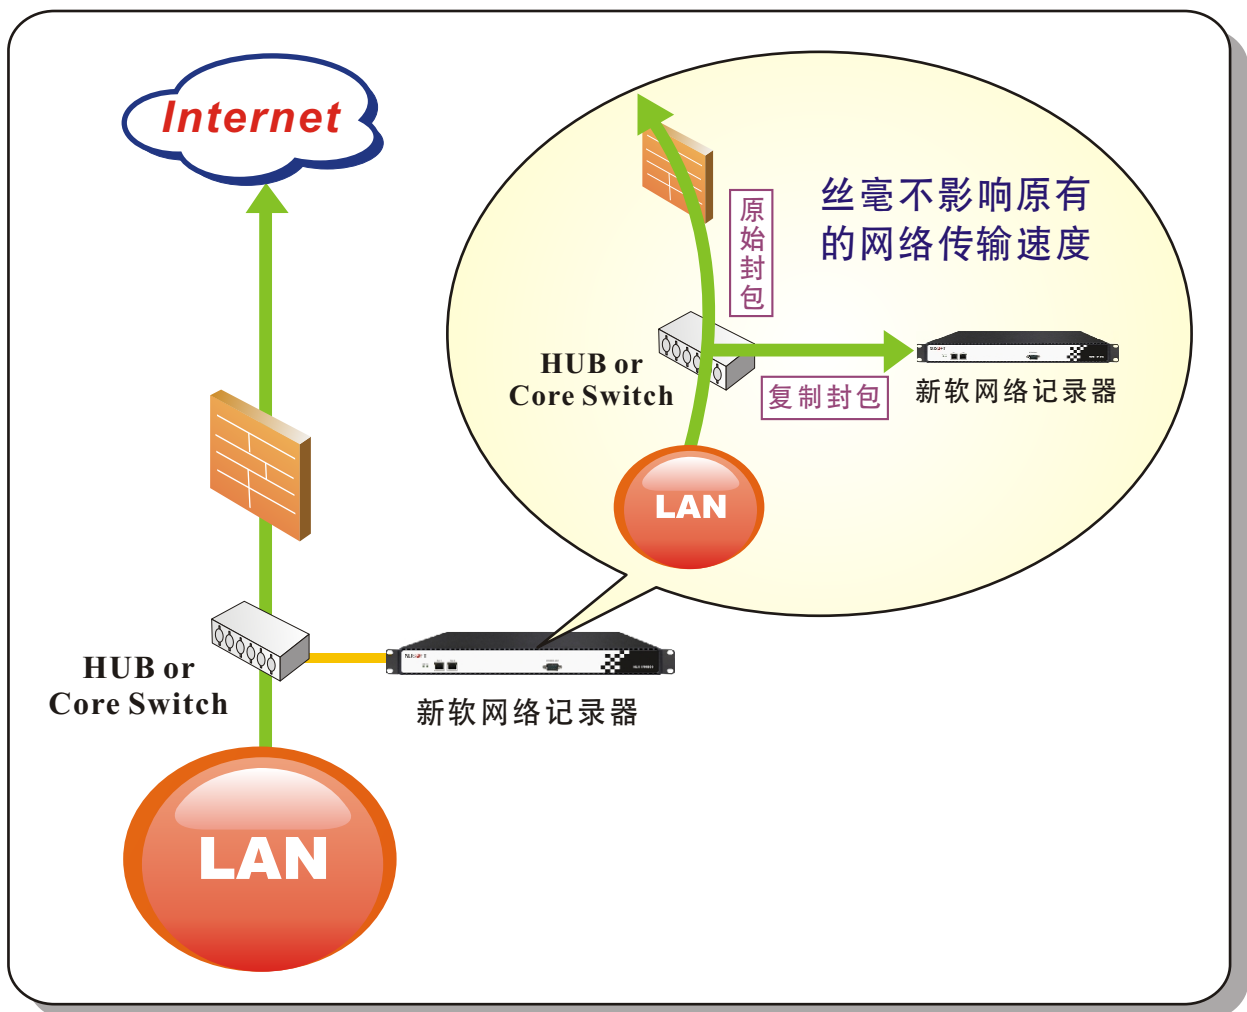 Internet
丝毫不影响原有
的网络传输速度
原始封包
HUB or
Core Switch
复制封包
新软网络记录器
LAN
HUB or
Core Switch
新软网络记录器
LAN